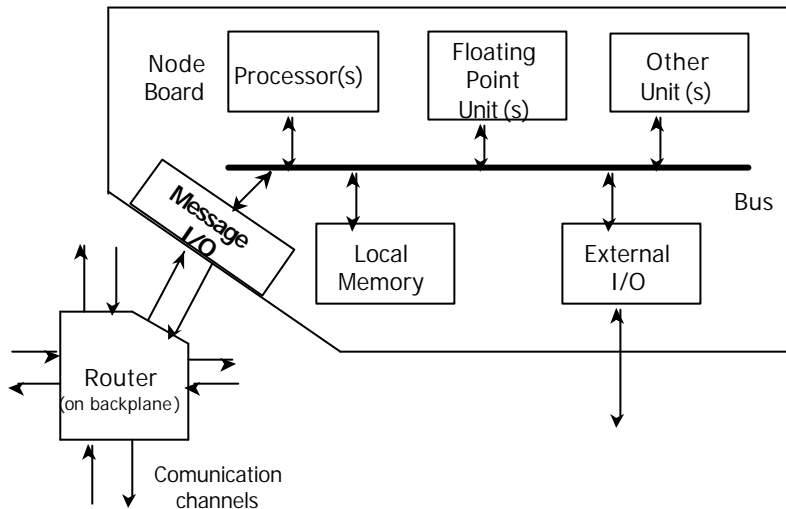 Node
Board
Processor(s)
Floating
Point
Unit (s)
Other
Unit (s)
Message
I/O
Bus
Local
Memory
External
I/O
Router
(on backplane)
Comunication
channels